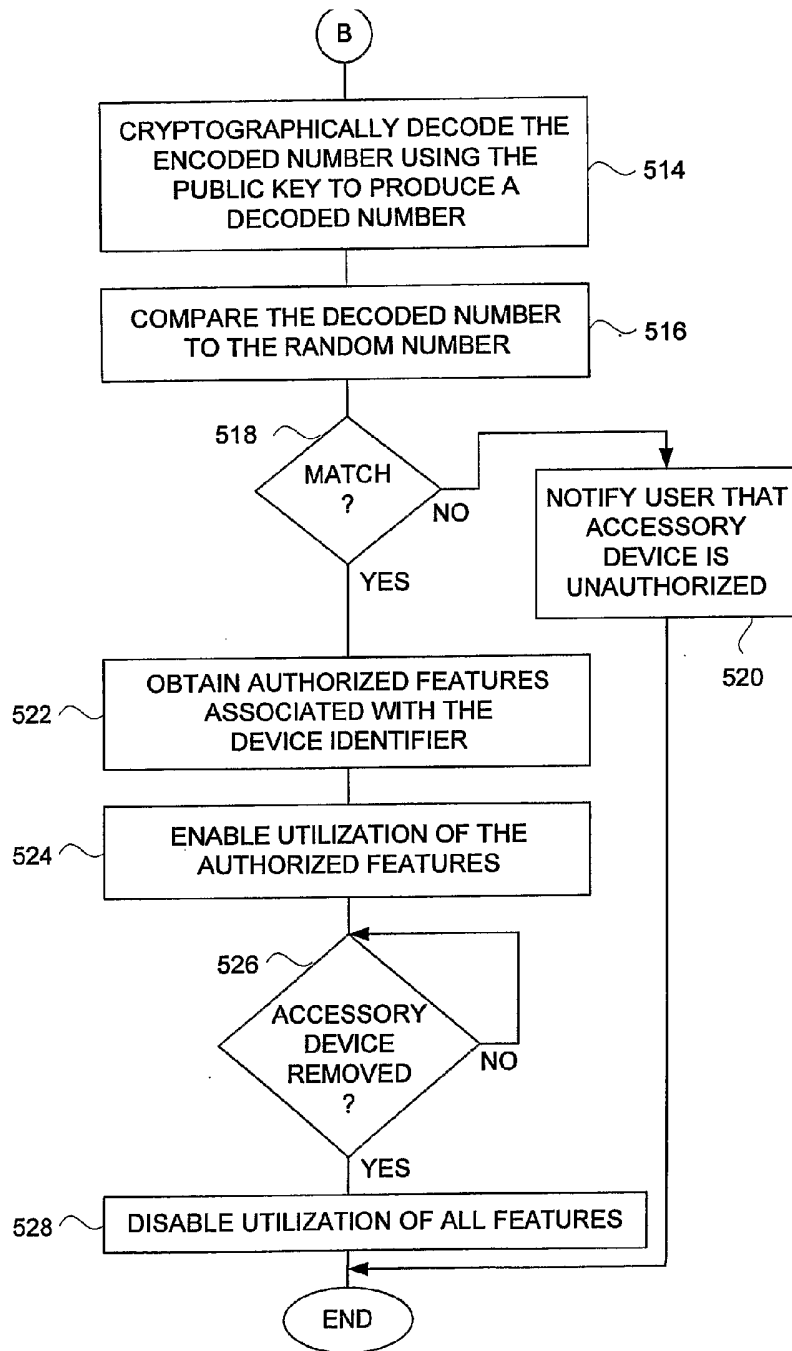 B
CRYPTOGRAPHICALLY DECODE THE
ENCODED NUMBER USING THE
PUBLIC KEY TO PRODUCE A
DECODED NUMBER
514
COMPARE THE DECODED NUMBER
TO THE RANDOM NUMBER
516
518
MATCH
?
NO
YES
NOTIFY USER THAT
ACCESSORY
DEVICE IS
UNAUTHORIZED
520
522
OBTAIN AUTHORIZED FEATURES
ASSOCIATED WITH THE
DEVICE IDENTIFIER
524
ENABLE UTILIZATION OF THE
AUTHORIZED FEATURES
526
ACCESSORY
DEVICE
REMOVED
?
NO
YES
528
DISABLE UTILIZATION OF ALL FEATURES
END